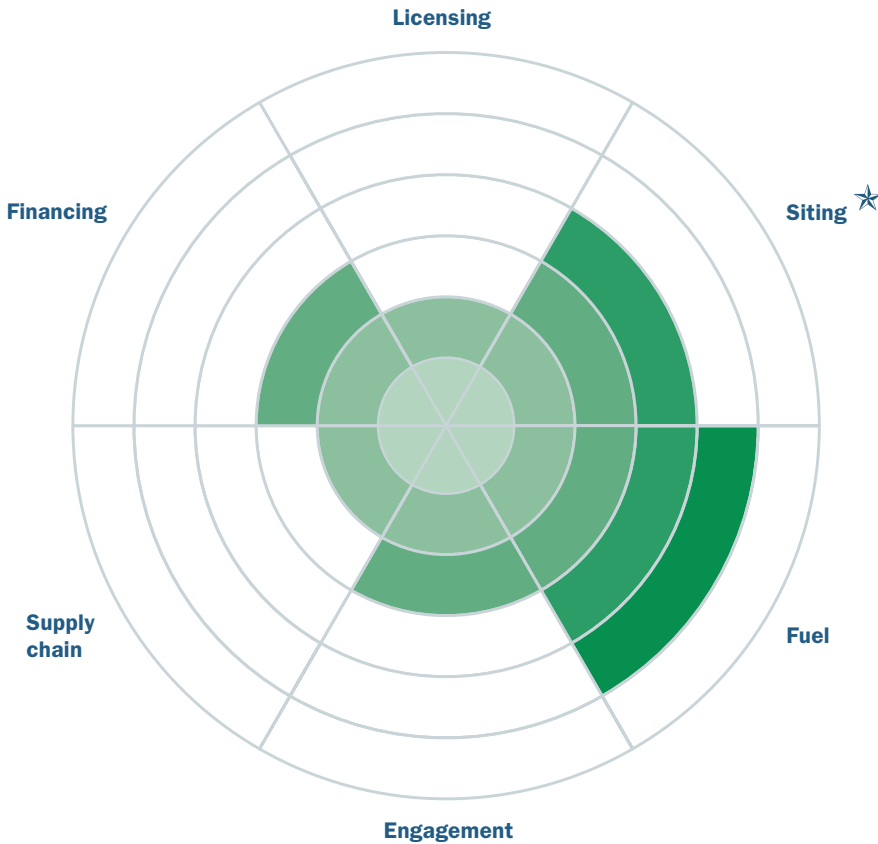 Licensing
Financing
Siting
Supply
chain
Fuel
Engagement